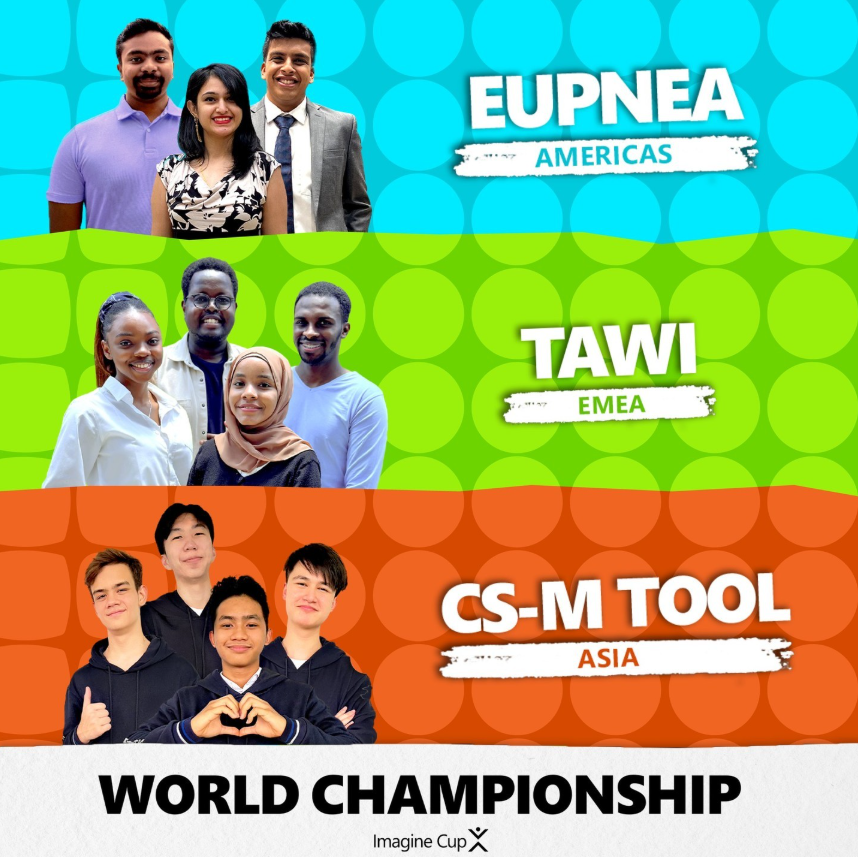 EUPNEA
AMERICAS
TAWI
EMEA
CS-M TOOL
ASIA
WORLD CHAMPIONSHIP
Imagine Cup